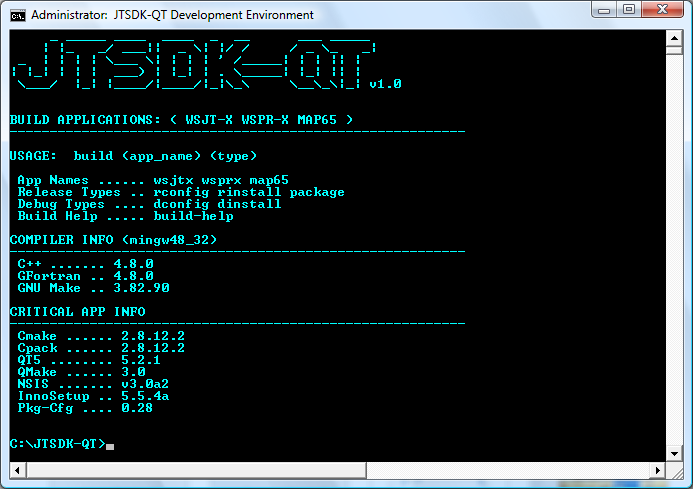 Administrator: JTSDK-QT Development Environment
JTSDK-QT v1.0
BUILD APPLICATIONS: ( WSJT-X WSPR-X MAP65 )
USAGE:  build (app_name) (type)
App Names ...... wsjtx wsprx map65
Release Types .. rconfig rinstall package
Debug Types .... dconfig dinstall
Build Help ..... build-help
COMPILER INFO (mingw48_32)
C++ ....... 4.8.0
GFortran .. 4.8.0
GNU Make .. 3.82.90
CRITICAL APP INFO
Cmake ...... 2.8.12.2
Cpack ...... 2.8.12.2
QT5 ........ 5.2.1
QMake ...... 3.0
NSIS ....... v3.0a2
InnoSetup .. 5.5.4a
Pkg-Cfg .... 0.28
C:\JTSDK-QT>